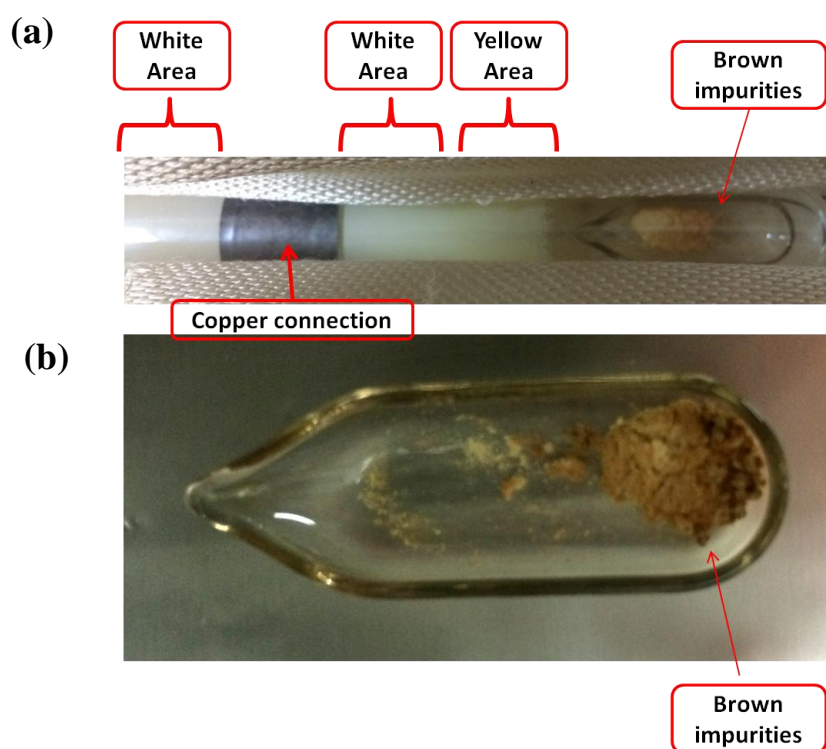 (a)
White
Area
White
Area
Yellow
Area
Brown
impurities
Copper connection
(b)
Brown
impurities